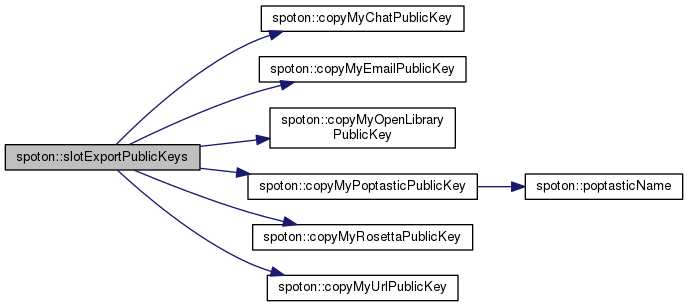 spoton::copyMyChatPublicKey
spoton::copyMyEmailPublicKey
spoton::copyMyOpenLibrary
PublicKey
spoton::slotExportPublicKeys
spoton::copyMyPoptasticPublicKey
spoton::poptasticName
spoton::copyMyRosettaPublicKey
spoton::copyMyUrlPublicKey